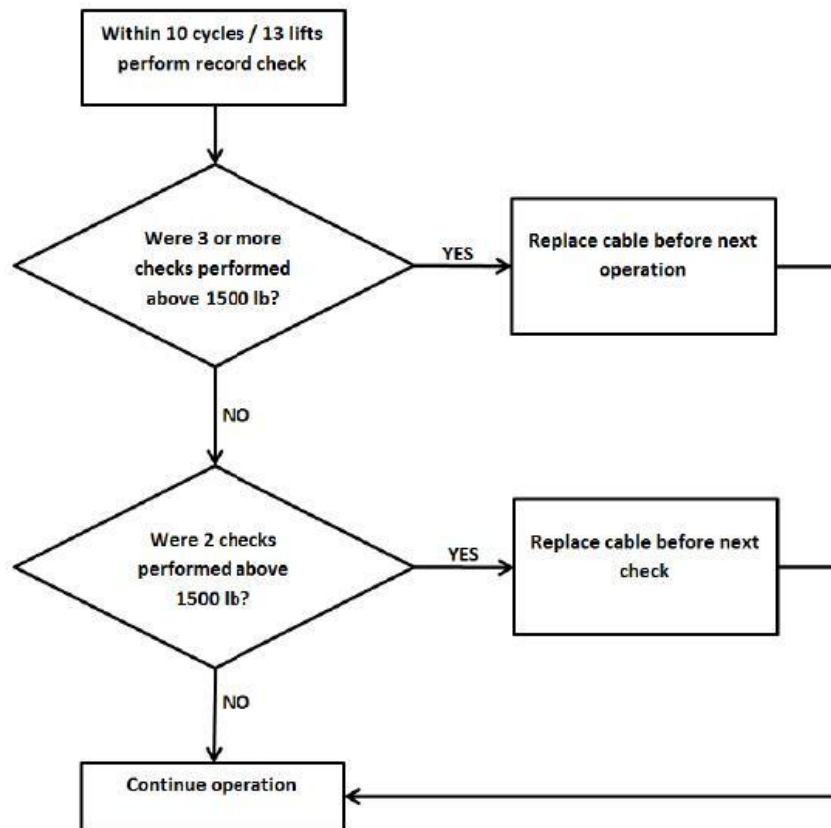 Within 10 cycles / 13 lifts
perform record check
Were 3 or more
checks performed
above 1500 lb?
YES
Replace cable before next
operation
NO
Were 2 checks
performed above
1500 lb?
YES
Replace cable before next
check
NO
Continue operation